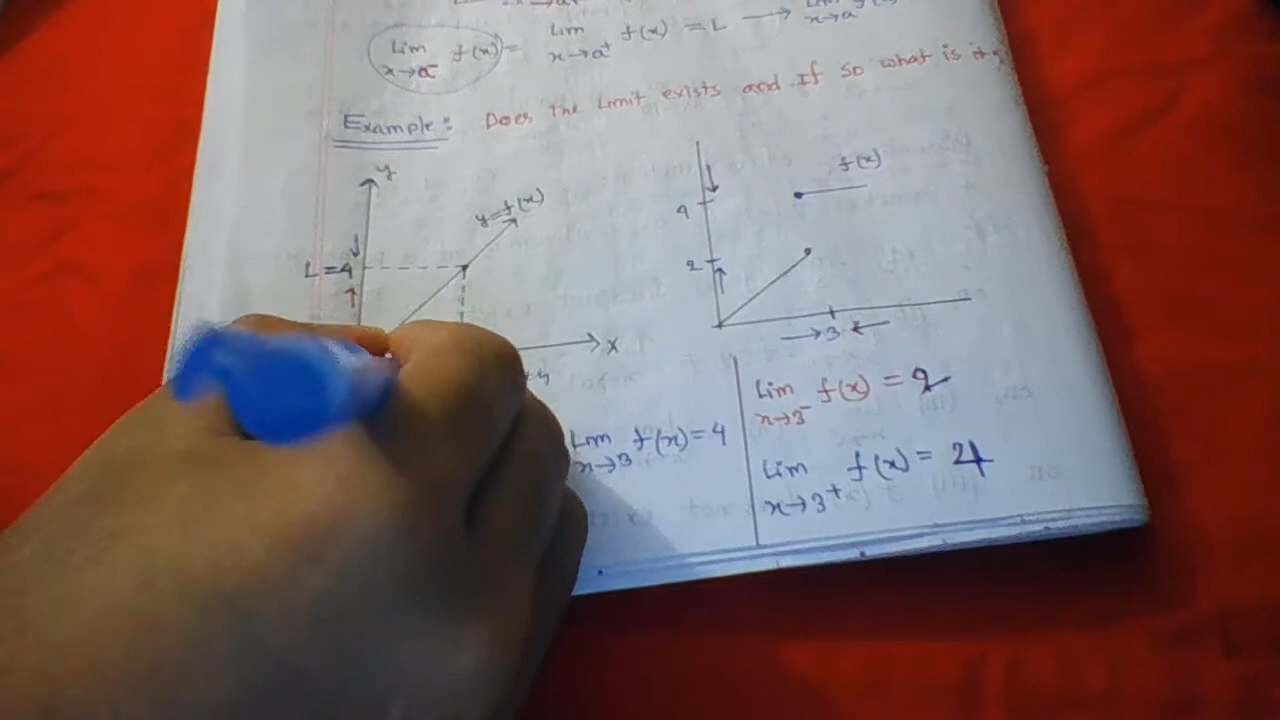 Lim f(x) = Lim f(x) = L → Lim
x→a⁻ x→a⁺ x→a
Example: Does The Limit exists and If so what is it?
y
y=f(x)
L=4
X
Lim f(x)=4
x→3
f(x)
4
2
→3←
Lim f(x) = 2
x→3⁻
Lim f(x) = 4
x→3⁺